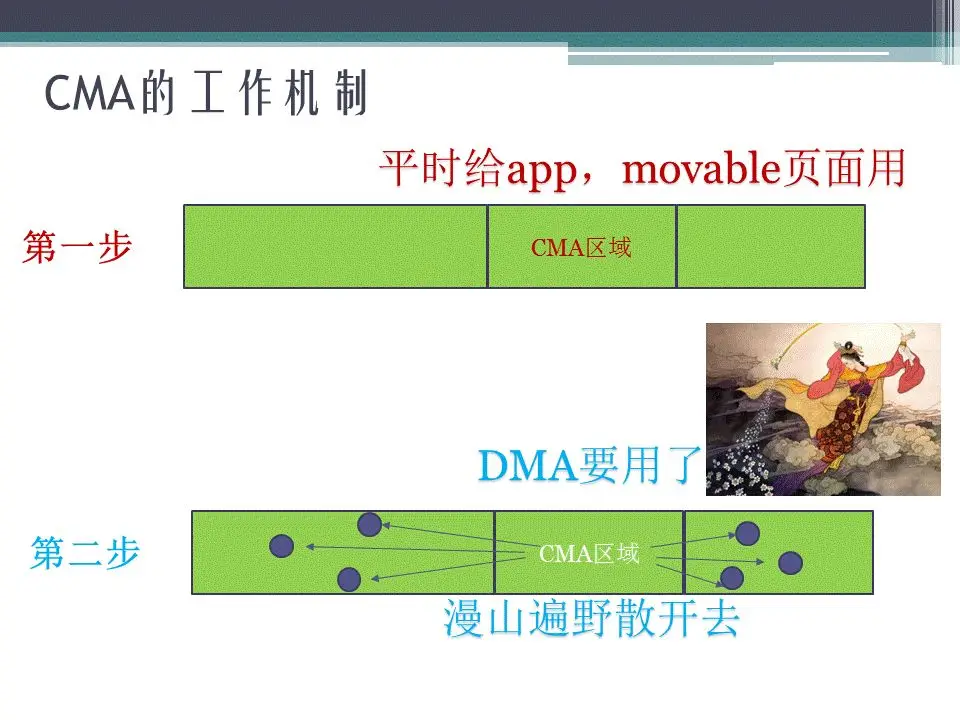 CMA的工作机制
平时给app，movable页面用
第一步
CMA区域
DMA要用了
第二步
CMA区域
漫山遍野散开去